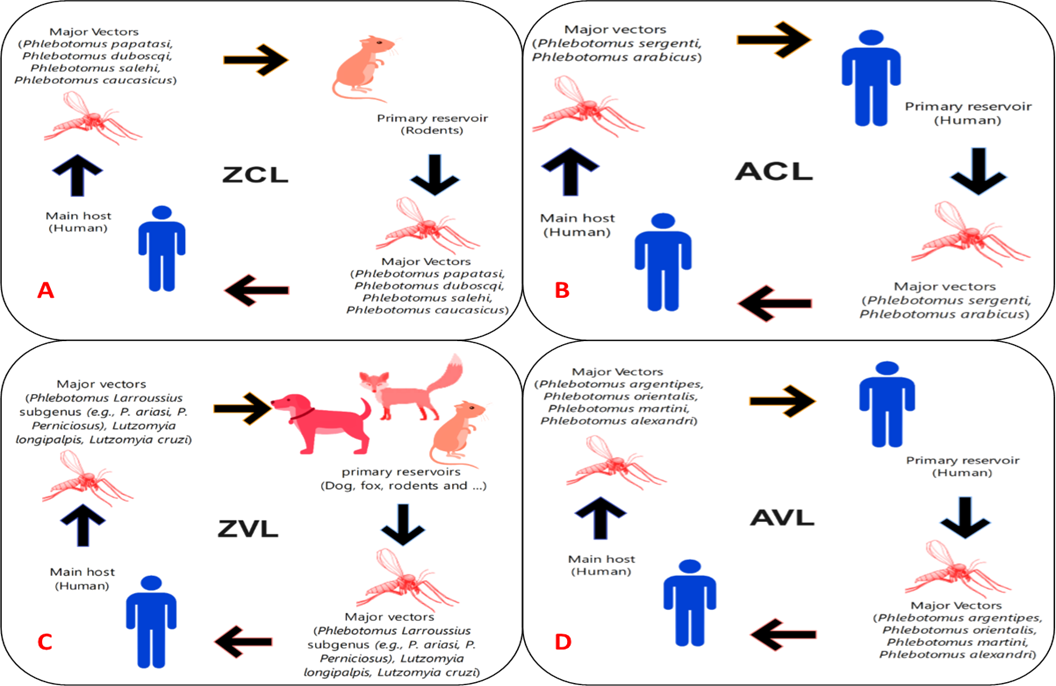 Major Vectors
(Phlebotomus papatasi,
Phlebotomus duboscqi,
Phlebotomus salehi,
Phlebotomus caucasicus)
Primary reservoir
(Rodents)
ZCL
Main host
(Human)
A
Major Vectors
(Phlebotomus papatasi,
Phlebotomus duboscqi,
Phlebotomus salehi,
Phlebotomus caucasicus)
Major vectors
(Phlebotomus sergenti,
Phlebotomus arabicus)
Primary reservoir
(Human)
ACL
Main host
(Human)
B
Major vectors
(Phlebotomus sergenti,
Phlebotomus arabicus)
Major vectors
(Phlebotomus Larroussius
subgenus (e.g., P. ariasi, P.
Perniciosus), Lutzomyia
longipalpis, Lutzomyia cruzi)
primary reservoirs
(Dog, fox, rodents and ...)
ZVL
Main host
(Human)
C
Major vectors
(Phlebotomus Larroussius
subgenus (e.g., P. ariasi, P.
Perniciosus), Lutzomyia
longipalpis, Lutzomyia cruzi)
Major Vectors
(Phlebotomus argentipes,
Phlebotomus orientalis,
Phlebotomus martini,
Phlebotomus alexandri)
Primary reservoir
(Human)
AVL
Main host
(Human)
D
Major Vectors
(Phlebotomus argentipes,
Phlebotomus orientalis,
Phlebotomus martini,
Phlebotomus alexandri)